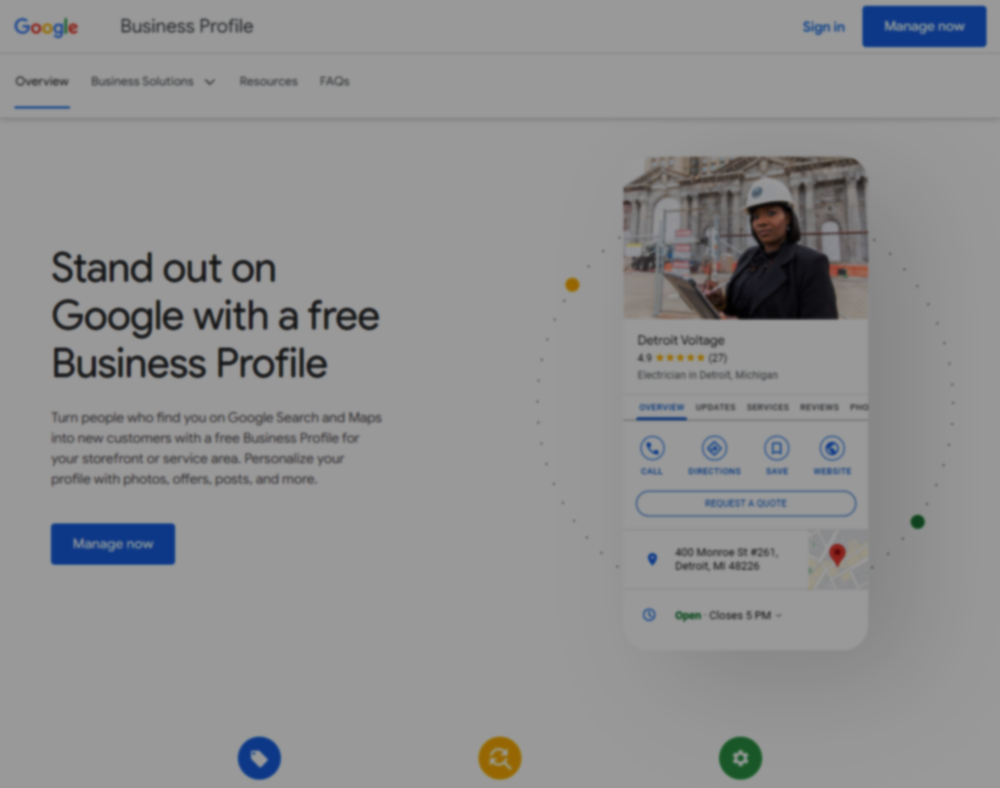 Google Business Profile Sign in Manage now
Overview Business Solutions Resources FAQs
Stand out on
Google with a free
Business Profile
Turn people who find you on Google Search and Maps
into new customers with a free Business Profile for
your storefront or service area. Personalize your
profile with photos, offers, posts, and more.
Manage now
Detroit Voltage
4.9 ★★★★★ (27)
Electrician in Detroit, Michigan
OVERVIEW UPDATES SERVICES REVIEWS PHO
CALL DIRECTIONS SAVE WEBSITE
REQUEST A QUOTE
400 Monroe St #261,
Detroit, MI 48226
Open · Closes 5 PM